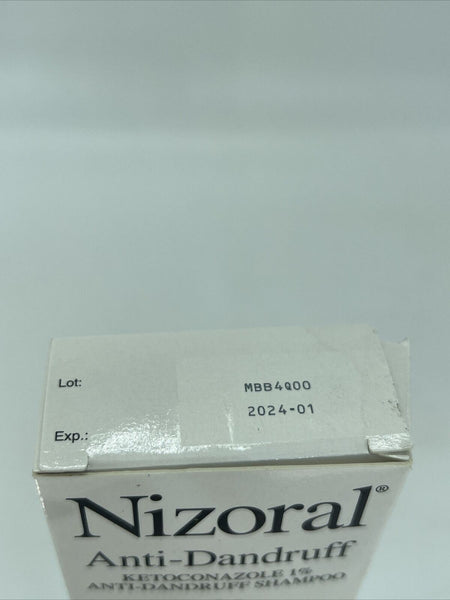 Lot: MBB4Q00
2024-01
Exp.:
Nizoral®
Anti-Dandruff
KETOCONAZOLE 1%
ANTI-DANDRUFF SHAMPOO